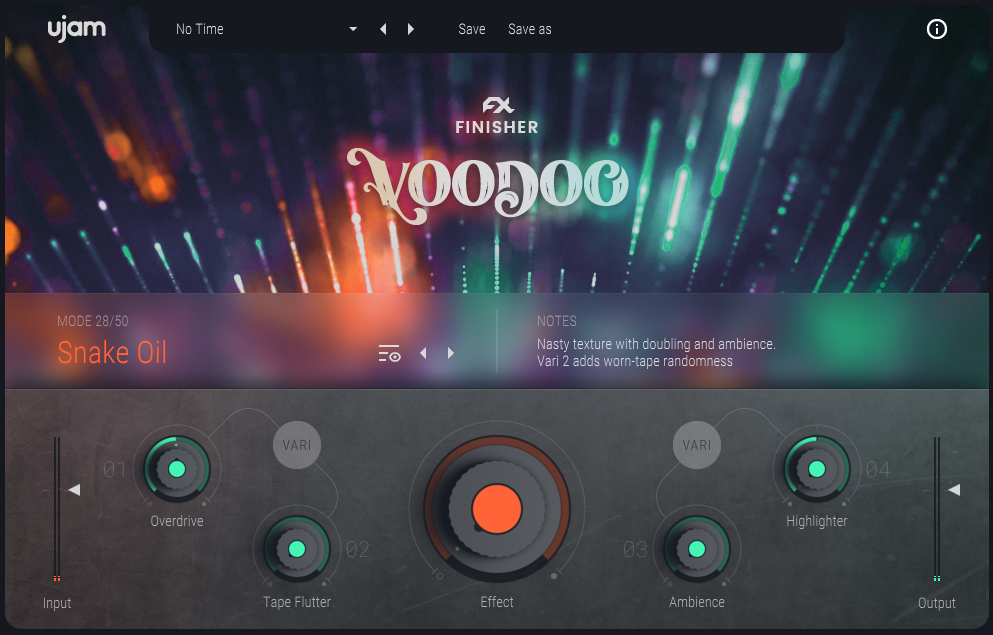 ujam
No Time
Save
Save as
FX
FINISHER
VOODOO
MODE 28/50
Snake Oil
NOTES
Nasty texture with doubling and ambience.
Vari 2 adds worn-tape randomness
VARI
VARI
01
04
Overdrive
Highlighter
02
03
Input
Tape Flutter
Effect
Ambience
Output